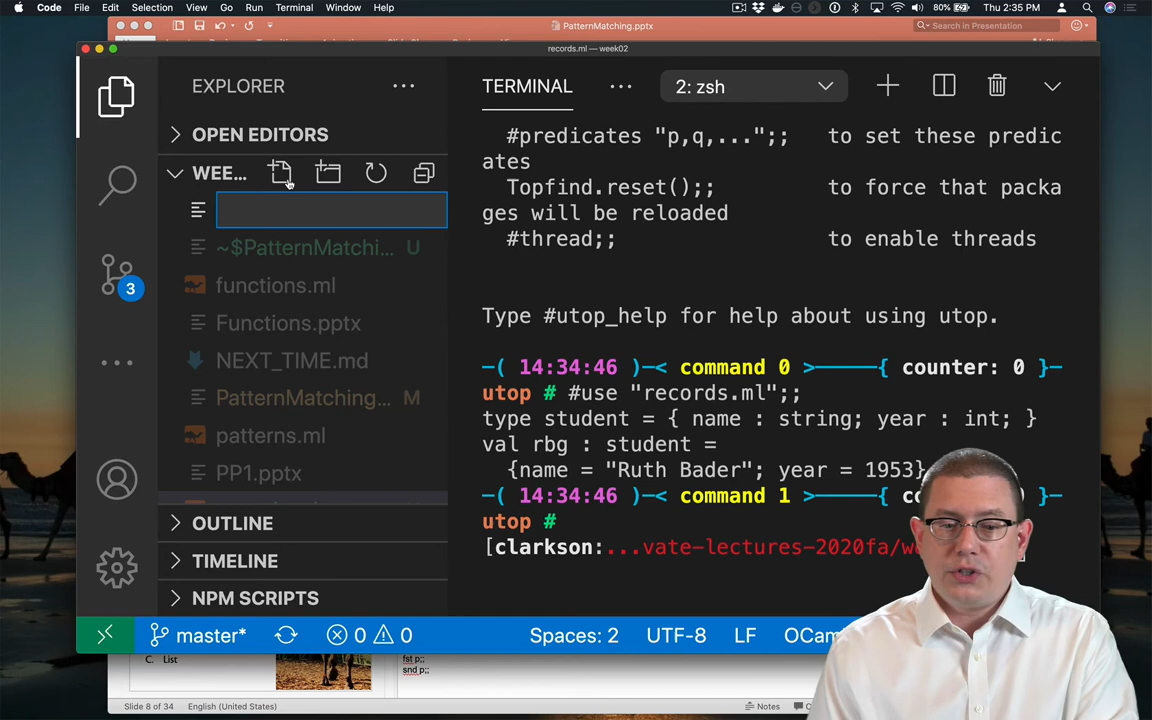 Code File Edit Selection View Go Run Terminal Window Help
80% Thu 2:35 PM
PatternMatching.pptx
Search in Presentation
records.ml — week02
EXPLORER
OPEN EDITORS
WEE...
~$PatternMatchi... U
functions.ml
Functions.pptx
NEXT_TIME.md
PatternMatching... M
patterns.ml
PP1.pptx
OUTLINE
TIMELINE
NPM SCRIPTS
3
TERMINAL
2: zsh
#predicates "p,q,...";; to set these predic
ates
Topfind.reset();; to force that packa
ges will be reloaded
#thread;; to enable threads
Type #utop_help for help about using utop.
─( 14:34:46 )─< command 0 >─────{ counter: 0 }─
utop # #use "records.ml";;
type student = { name : string; year : int; }
val rbg : student =
{name = "Ruth Bader"; year = 1953}
─( 14:34:46 )─< command 1 >─────{
utop #
[clarkson:...vate-lectures-2020fa/
master* 0 0 Spaces: 2 UTF-8 LF
C. List
fst p;;
snd p;;
Slide 8 of 34 English (United States) Notes